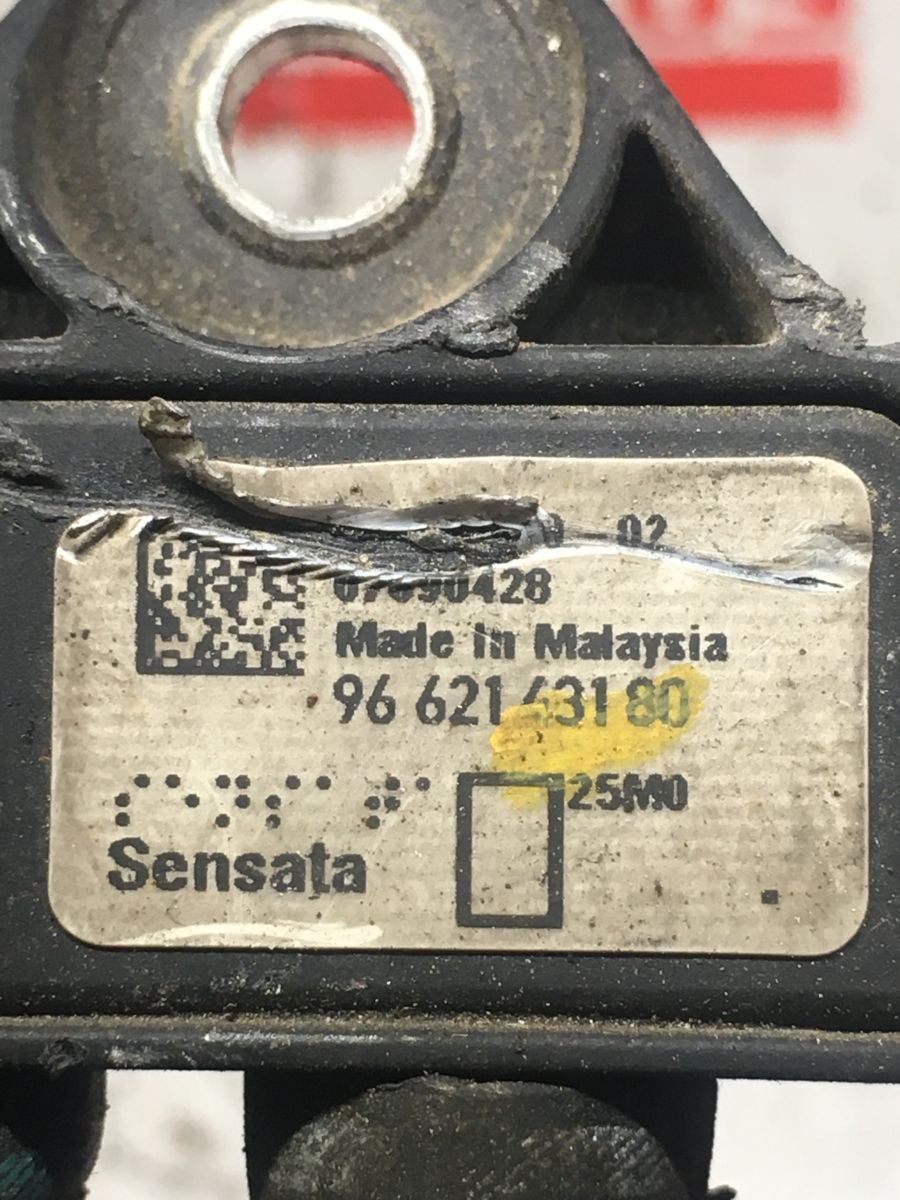 02
Made in Malaysia
96 621 431 80
25M0
Sensata